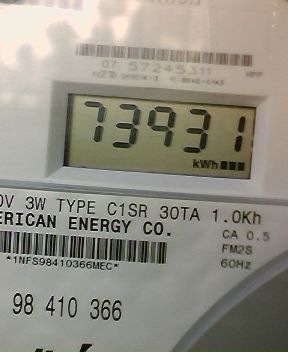 07 57245311
73931
kWh
0V 3W TYPE C1SR 30TA 1.0Kh
ERICAN ENERGY CO.
CA 0.5
FM2S
*1NFS98410366MEC*
60Hz
98 410 366